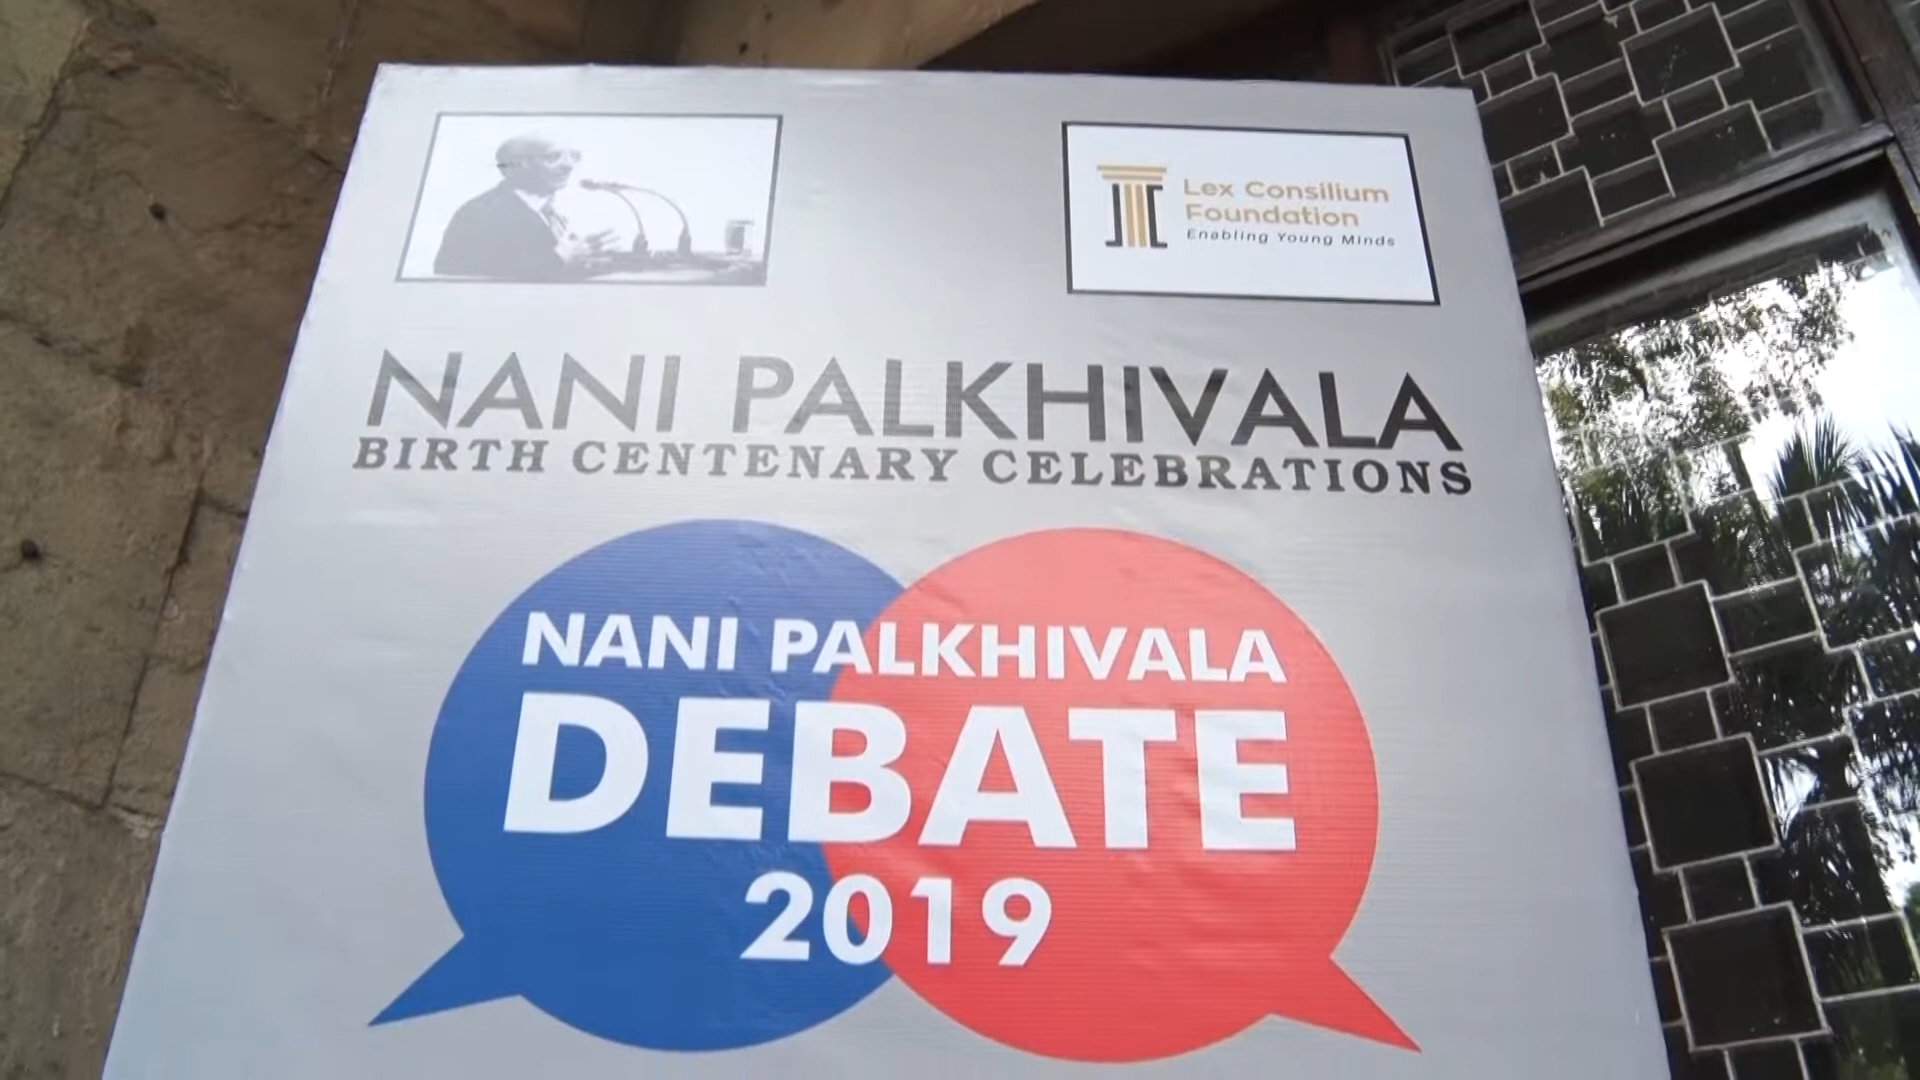 Lex Consilium
Foundation
Enabling Young Minds
NANI PALKHIVALA
BIRTH CENTENARY CELEBRATIONS
NANI PALKHIVALA
DEBATE
2019